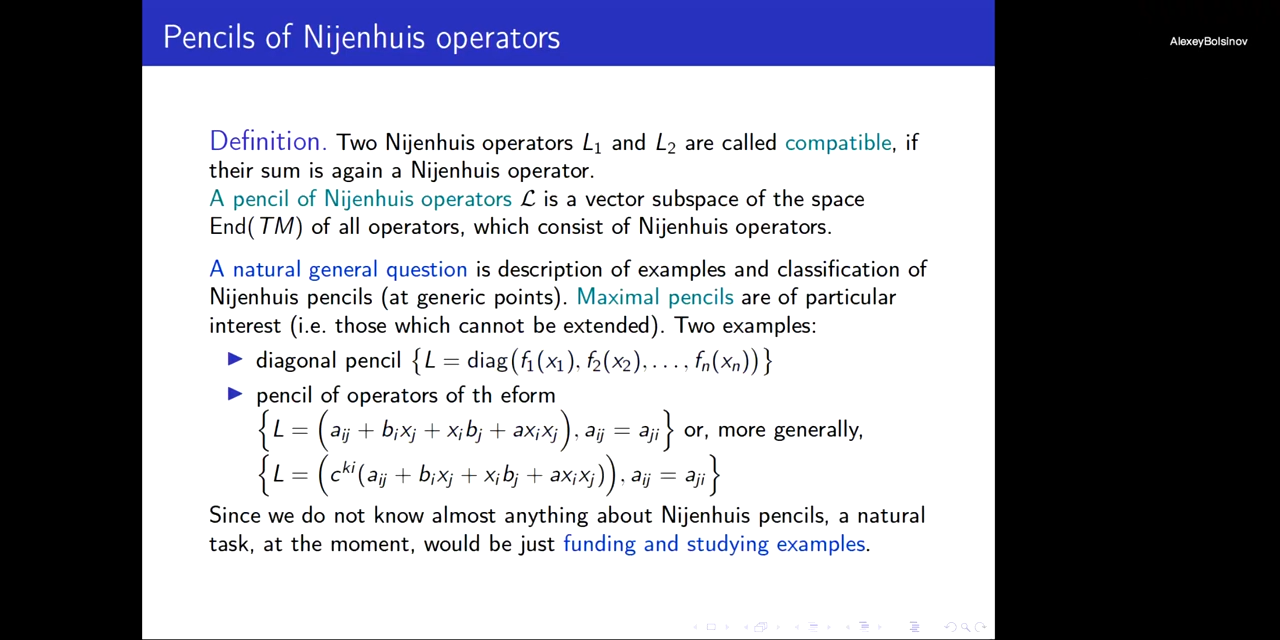 Pencils of Nijenhuis operators
AlexeyBolsinov
Definition. Two Nijenhuis operators L₁ and L₂ are called compatible, if
their sum is again a Nijenhuis operator.
A pencil of Nijenhuis operators ℒ is a vector subspace of the space
End(TM) of all operators, which consist of Nijenhuis operators.
A natural general question is description of examples and classification of
Nijenhuis pencils (at generic points). Maximal pencils are of particular
interest (i.e. those which cannot be extended). Two examples:
▶ diagonal pencil {L = diag(f₁(x₁), f₂(x₂), . . . , fₙ(xₙ))}
▶ pencil of operators of th eform
{L = (aᵢⱼ + bᵢxⱼ + xᵢbⱼ + axᵢxⱼ), aᵢⱼ = aⱼᵢ} or, more generally,
{L = (cᵏⁱ(aᵢⱼ + bᵢxⱼ + xᵢbⱼ + axᵢxⱼ)), aᵢⱼ = aⱼᵢ}
Since we do not know almost anything about Nijenhuis pencils, a natural
task, at the moment, would be just funding and studying examples.